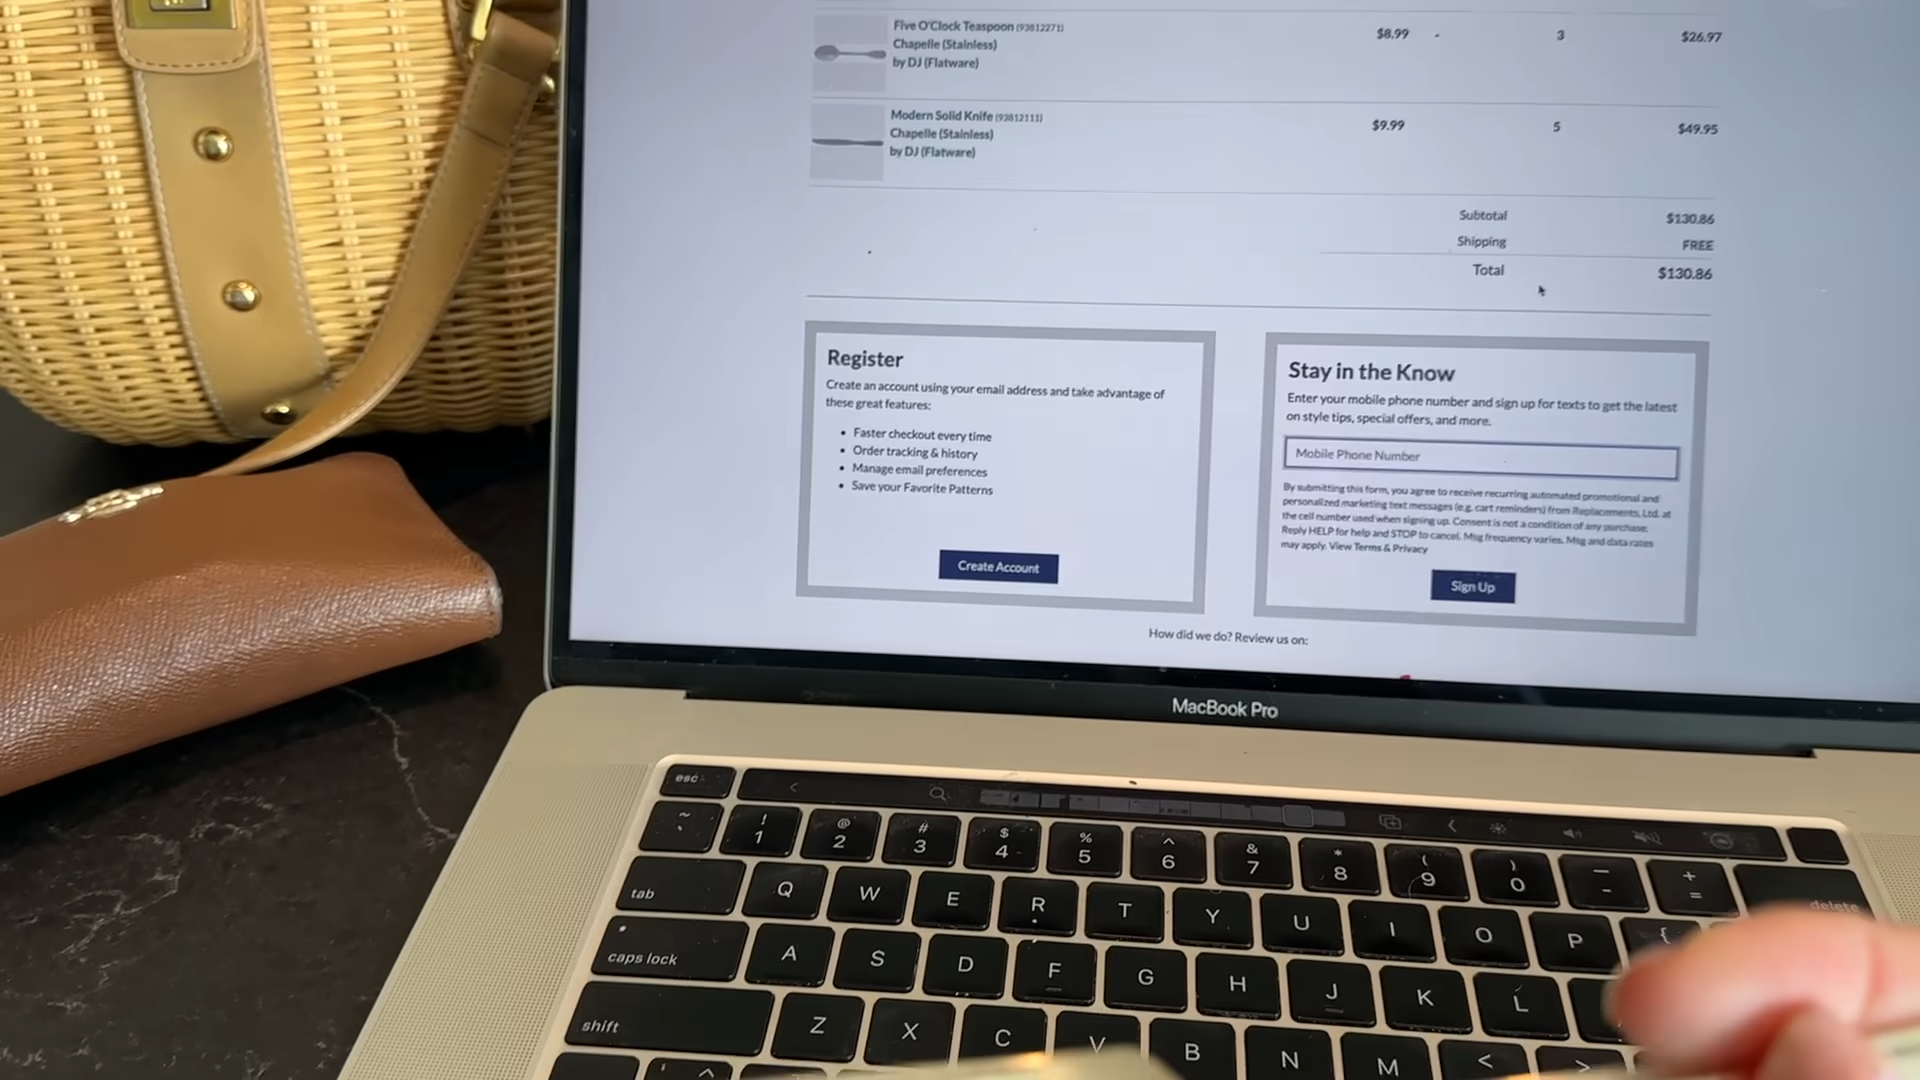 Five O'Clock Teaspoon (93812271)
Chapelle (Stainless)
by DJ (Flatware)
$8.99 3 $26.97
Modern Solid Knife (93812111)
Chapelle (Stainless)
by DJ (Flatware)
$9.99 5 $49.95
Subtotal $130.86
Shipping FREE
Total $130.86
Register
Create an account using your email address and take advantage of
these great features:
• Faster checkout every time
• Order tracking & history
• Manage email preferences
• Save your Favorite Patterns
Create Account
Stay in the Know
Enter your mobile phone number and sign up for texts to get the latest
on style tips, special offers, and more.
Mobile Phone Number
By submitting this form, you agree to receive recurring automated promotional and
personalized marketing text messages (e.g. cart reminders) from Replacements, Ltd. at
the cell number used when signing up. Consent is not a condition of any purchase.
Reply HELP for help and STOP to cancel. Msg frequency varies. Msg and data rates
may apply. View Terms & Privacy
Sign Up
How did we do? Review us on:
MacBook Pro
esc
~ ! @ # $ % ^ & * ( ) — +
` 1 2 3 4 5 6 7 8 9 0 - =
delete
tab Q W E R T Y U I O P {
caps lock A S D F G H J K L
shift Z X C V B N M < >